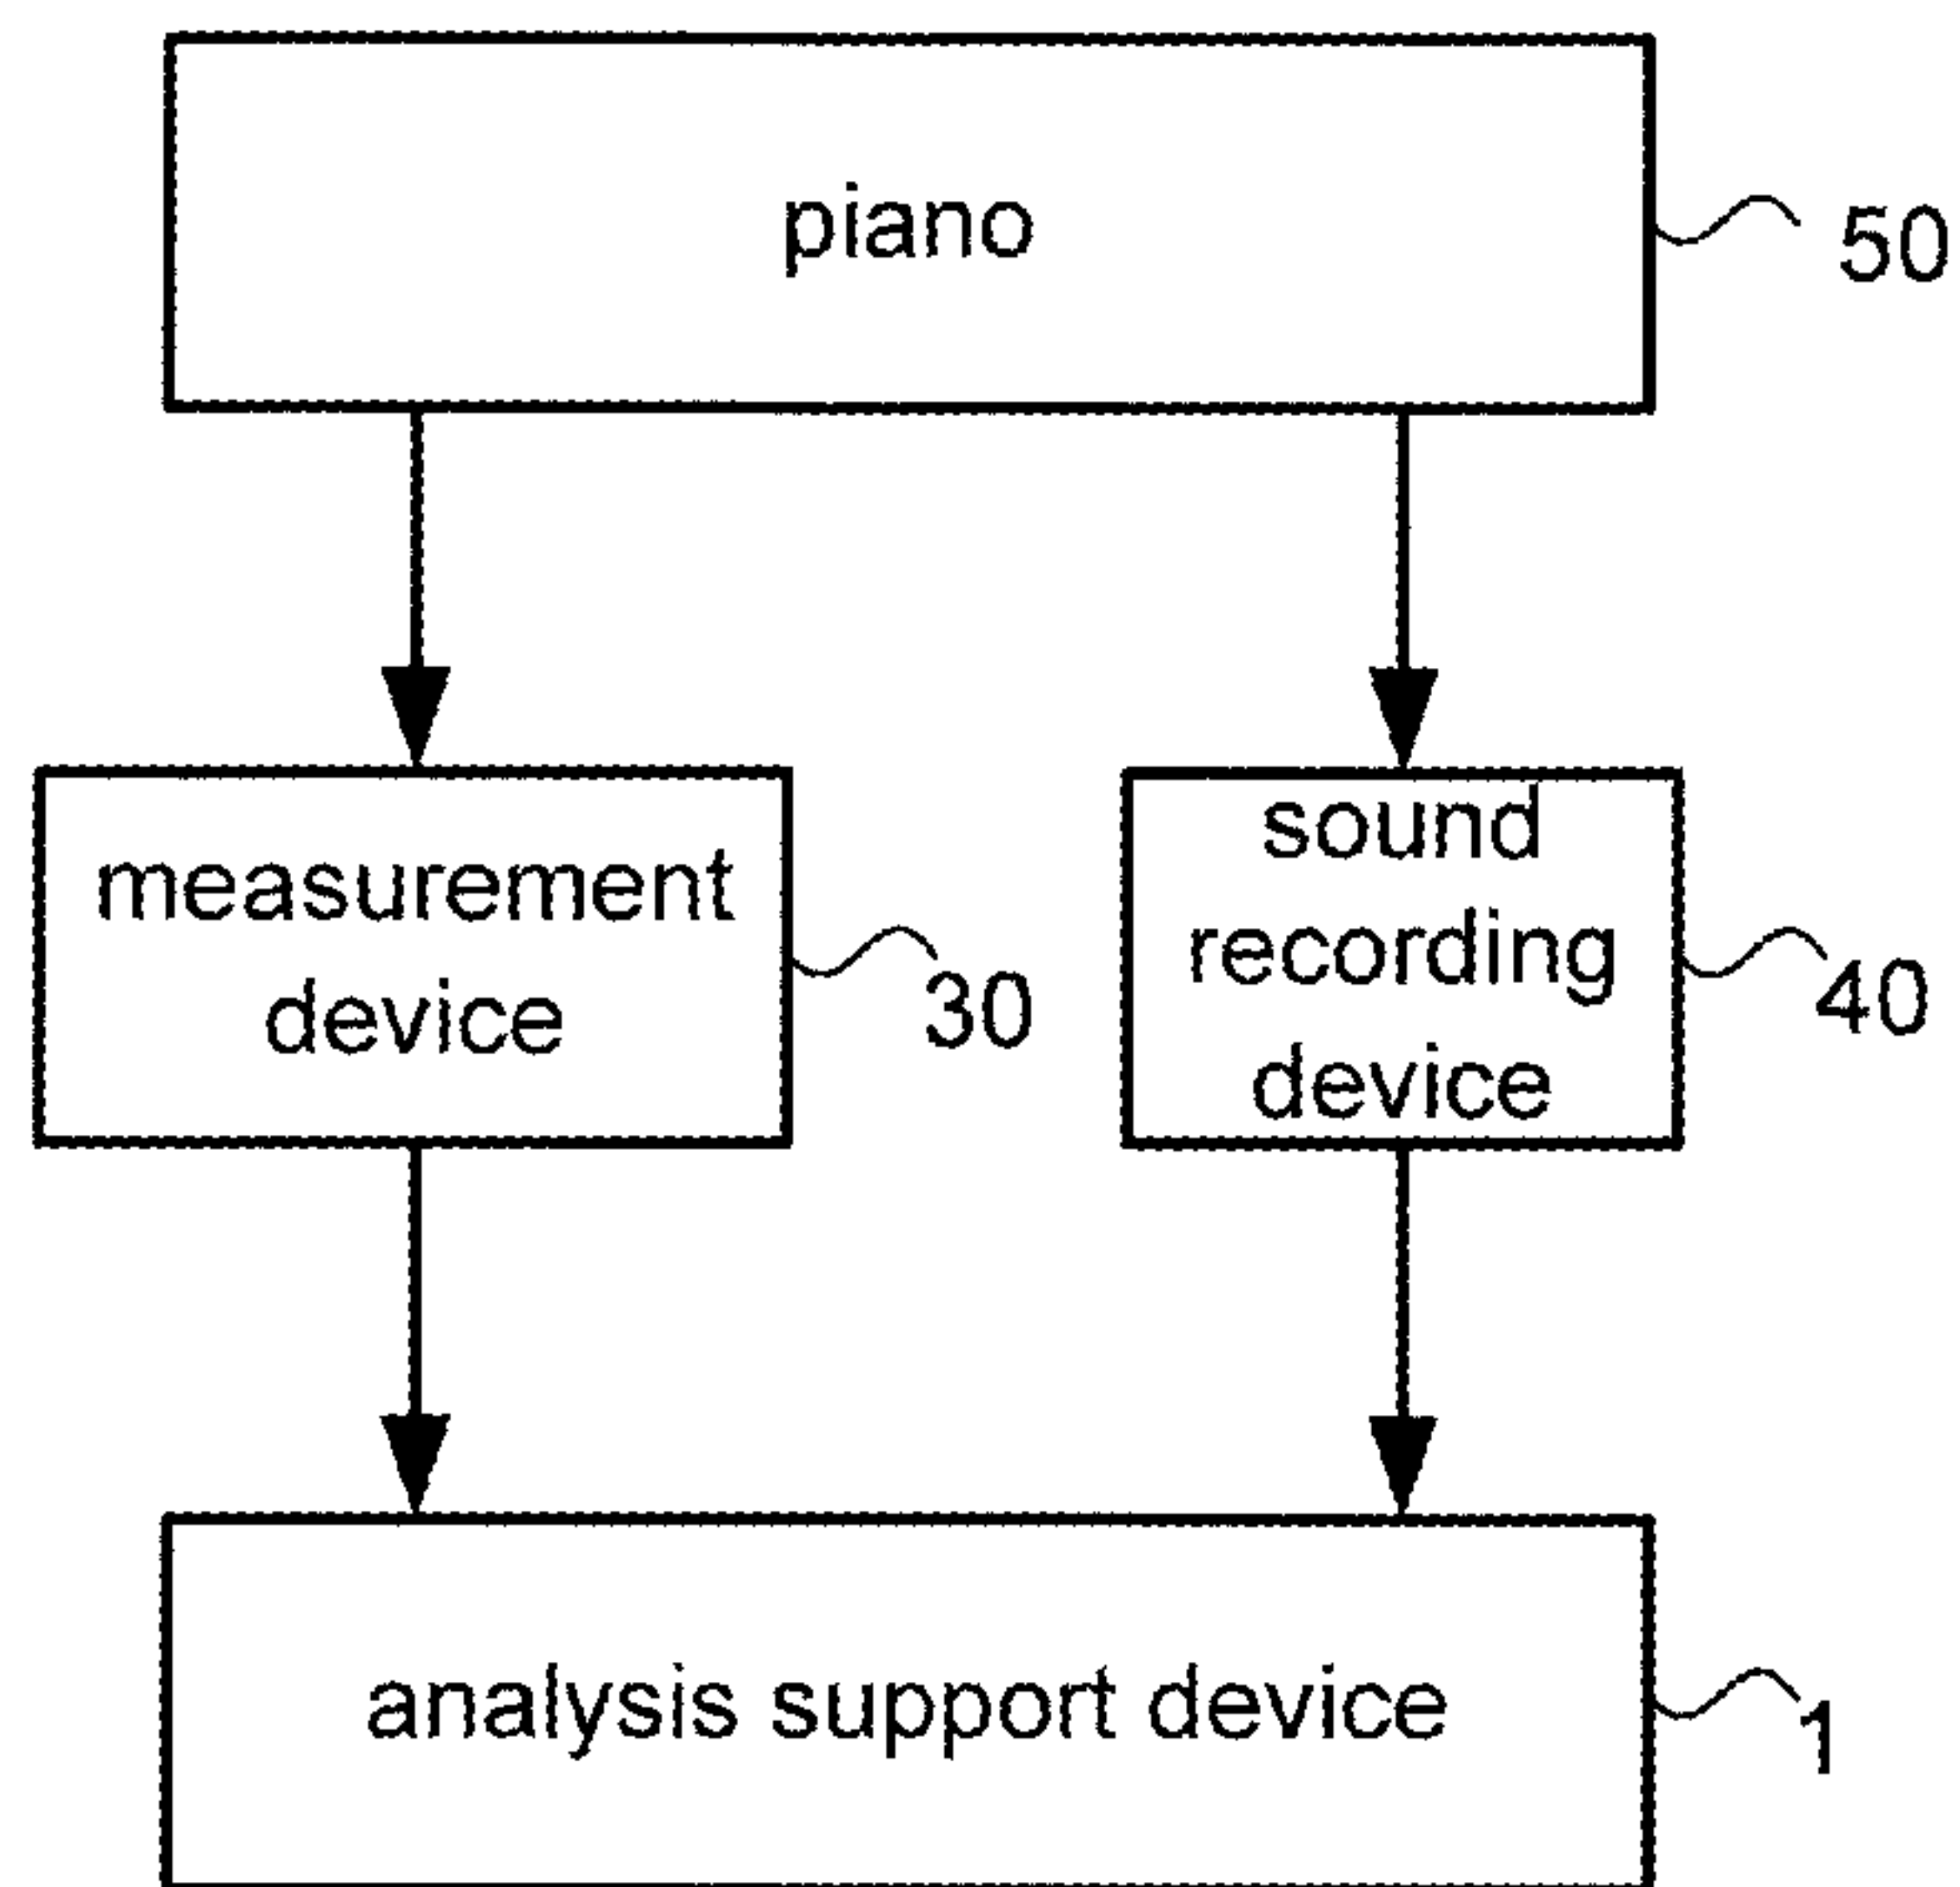 piano
50
measurement
device
30
sound
recording
device
40
analysis support device
1